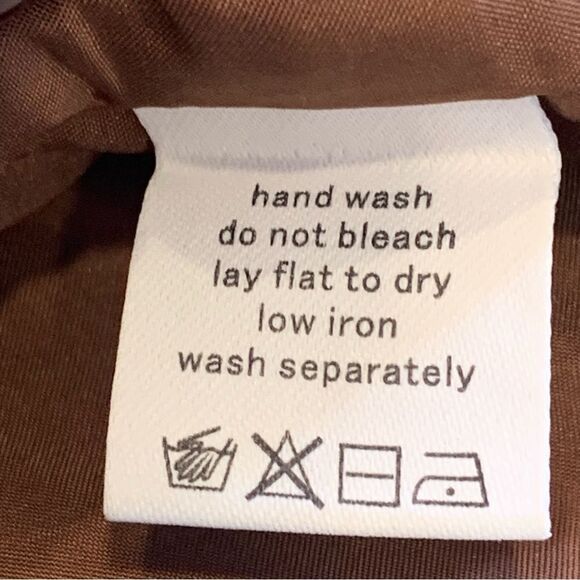 hand wash
do not bleach
lay flat to dry
low iron
wash separately